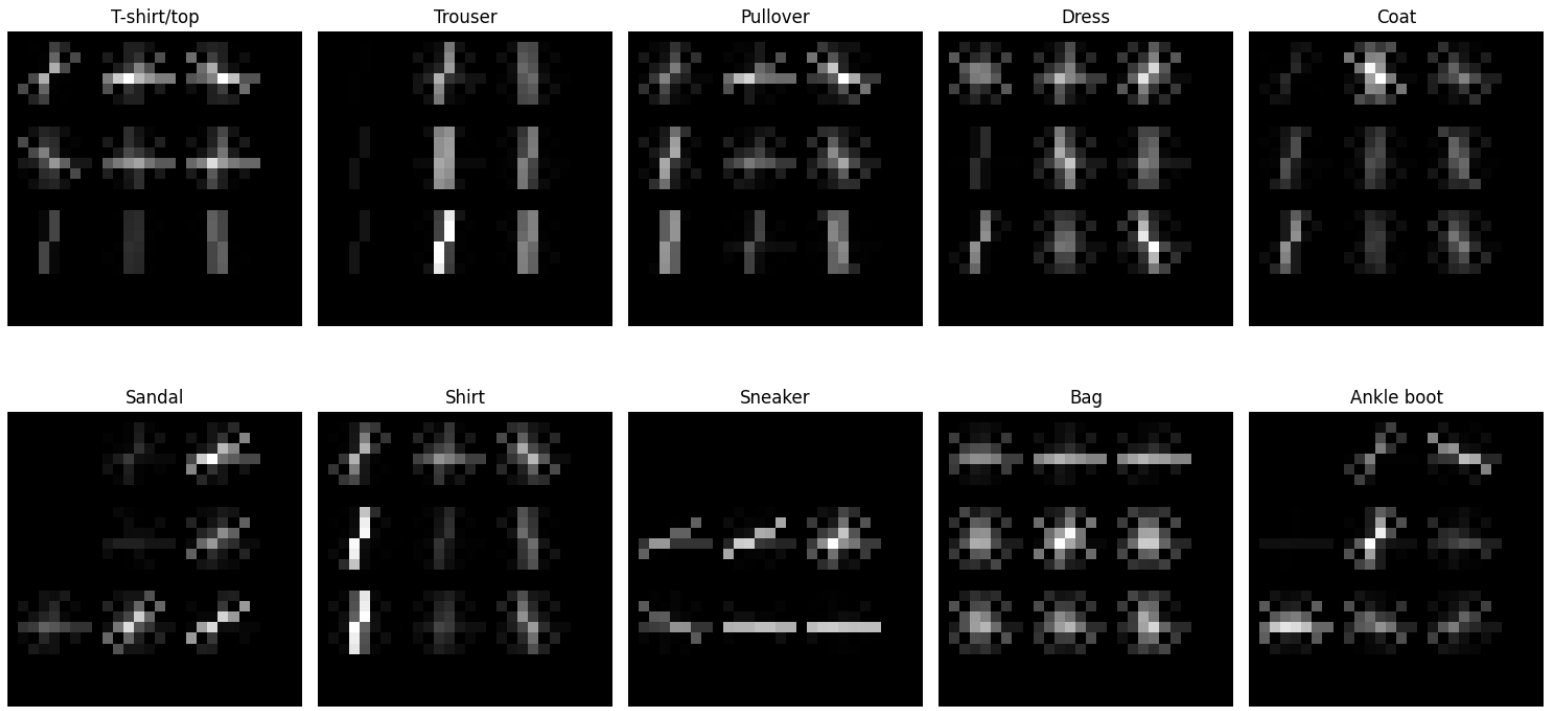 T-shirt/top
Trouser
Pullover
Dress
Coat
Sandal
Shirt
Sneaker
Bag
Ankle boot